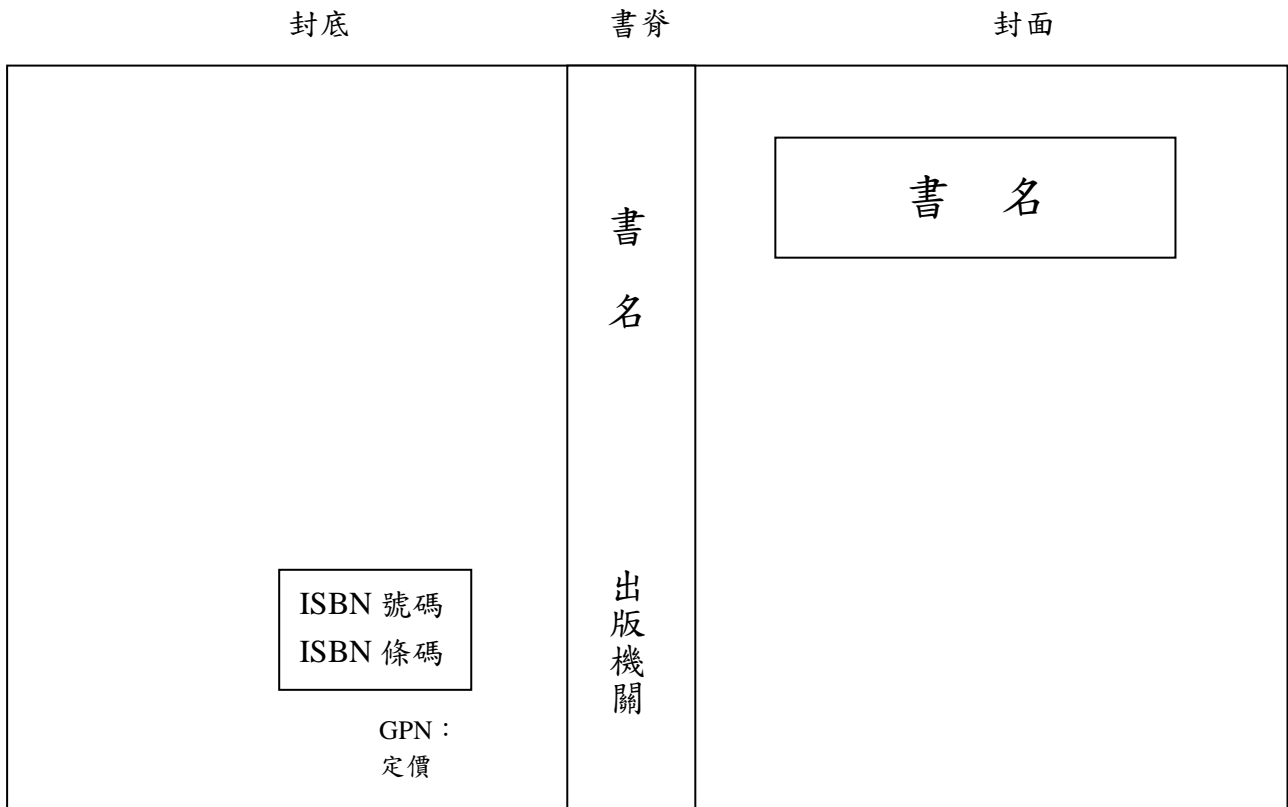 封底 書脊 封面
書 名
書名
出版機關
ISBN 號碼
ISBN 條碼
GPN：
定價